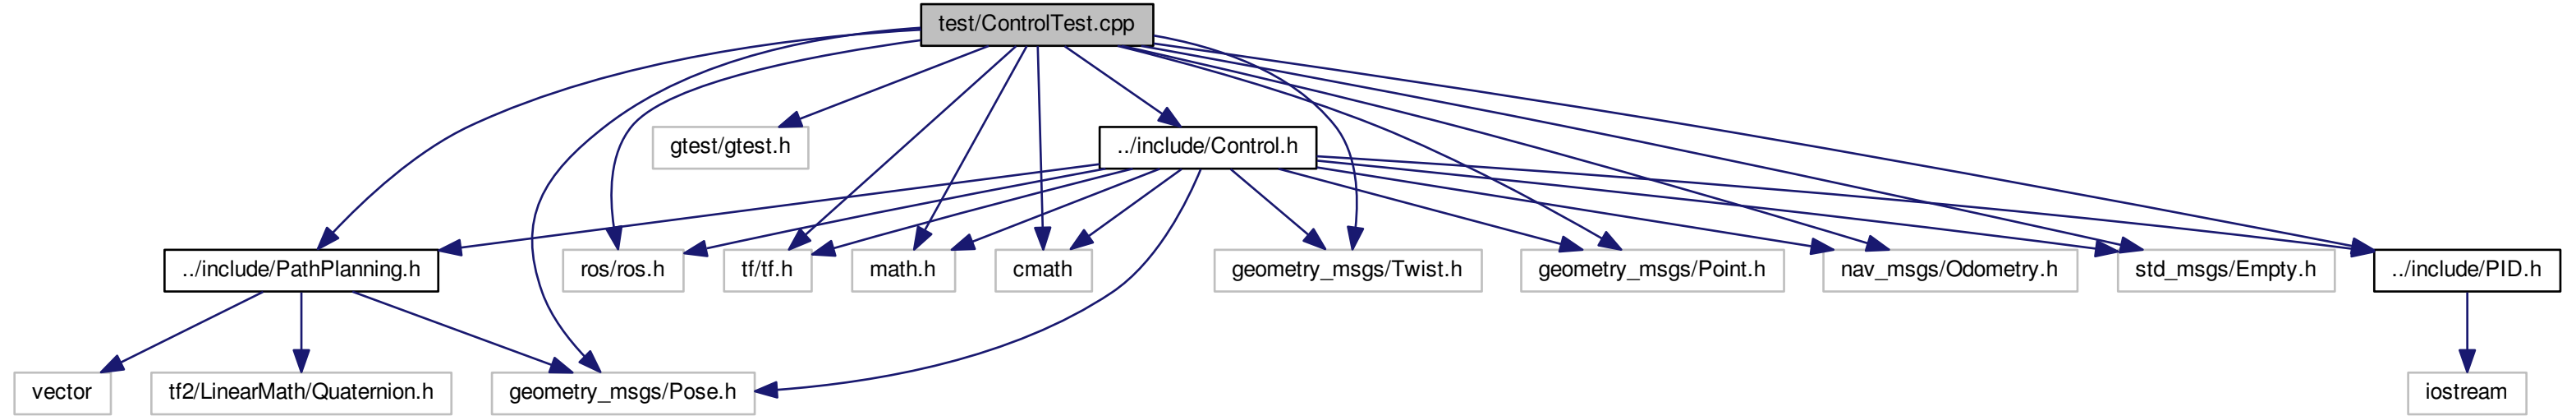 test/ControlTest.cpp
gtest/gtest.h
../include/Control.h
../include/PathPlanning.h
ros/ros.h
tf/tf.h
math.h
cmath
geometry_msgs/Twist.h
geometry_msgs/Point.h
nav_msgs/Odometry.h
std_msgs/Empty.h
../include/PID.h
vector
tf2/LinearMath/Quaternion.h
geometry_msgs/Pose.h
iostream